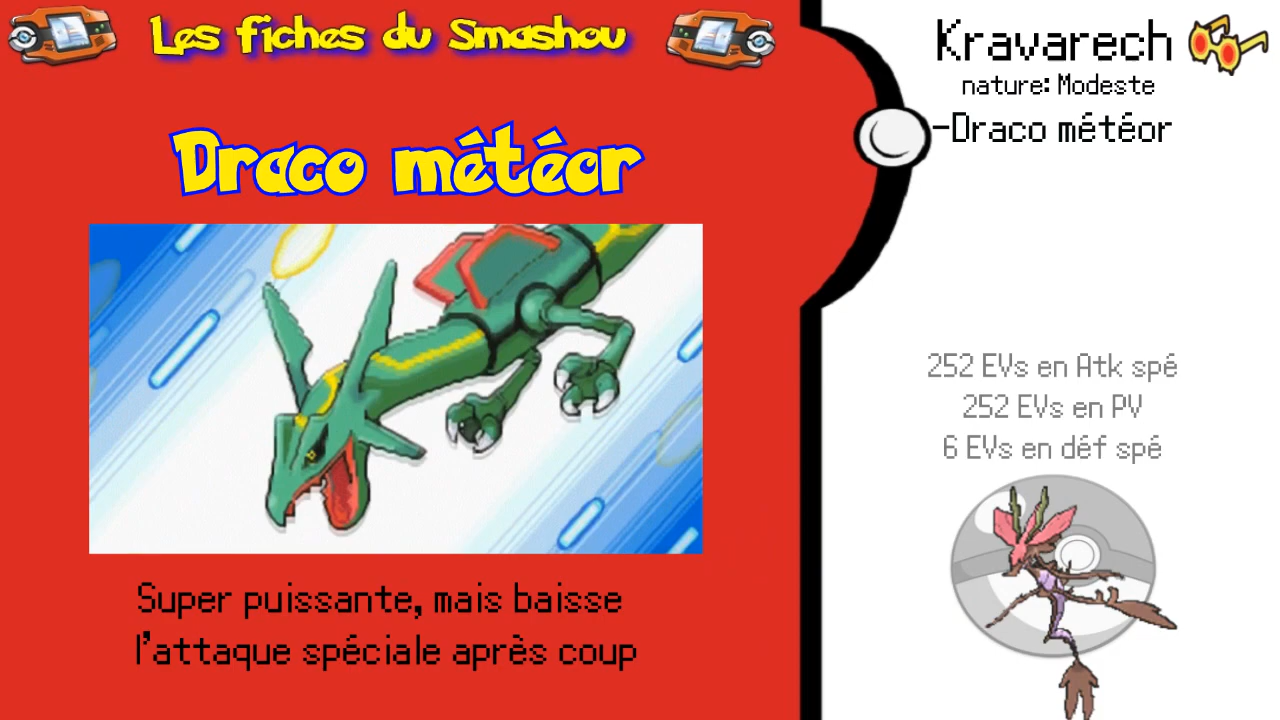 Les fiches du Smashou
Draco météor
Super puissante, mais baisse
l'attaque spéciale après coup
Kravarech
nature: Modeste
-Draco météor
252 EVs en Atk spé
252 EVs en PV
6 EVs en déf spé